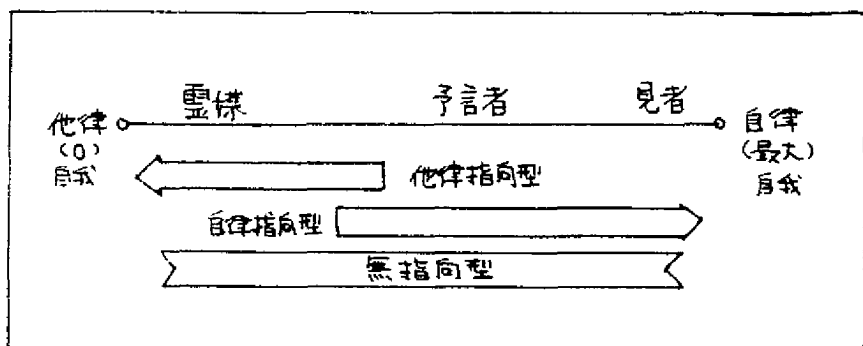 霊媒 予言者 見者
他律 自律
(0) (最大)
自我 自我
他律指向型
自律指向型
無指向型